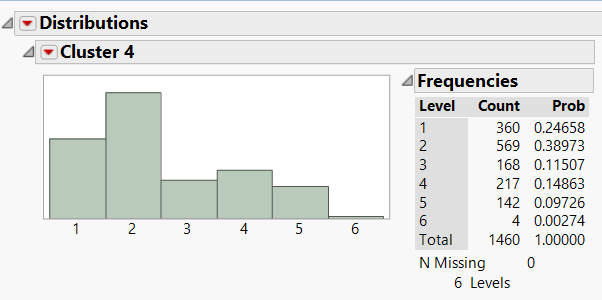 Distributions
Cluster 4
1 2 3 4 5 6
Frequencies
Level Count Prob
1 360 0.24658
2 569 0.38973
3 168 0.11507
4 217 0.14863
5 142 0.09726
6 4 0.00274
Total 1460 1.00000
N Missing 0
6 Levels